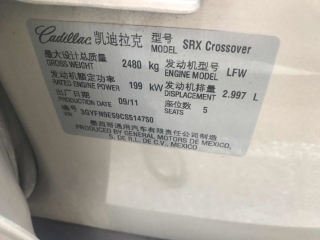 Cadillac 凯迪拉克 型号 MODEL SRX Crossover
最大设计总质量 GROSS WEIGHT 2480 kg 发动机型号 ENGINE MODEL LFW
发动机额定功率 RATED ENGINE POWER 199 kW 发动机排量 DISPLACEMENT 2.997 L
出厂日期 DATE 09/11 座位数 SEATS 5
3GYFN9E59CS514750
墨西哥通用汽车有限责任公司制造
PRODUCED BY GENERAL MOTORS DE MEXICO,
S. DE R.L. DE C.V., MEXICO